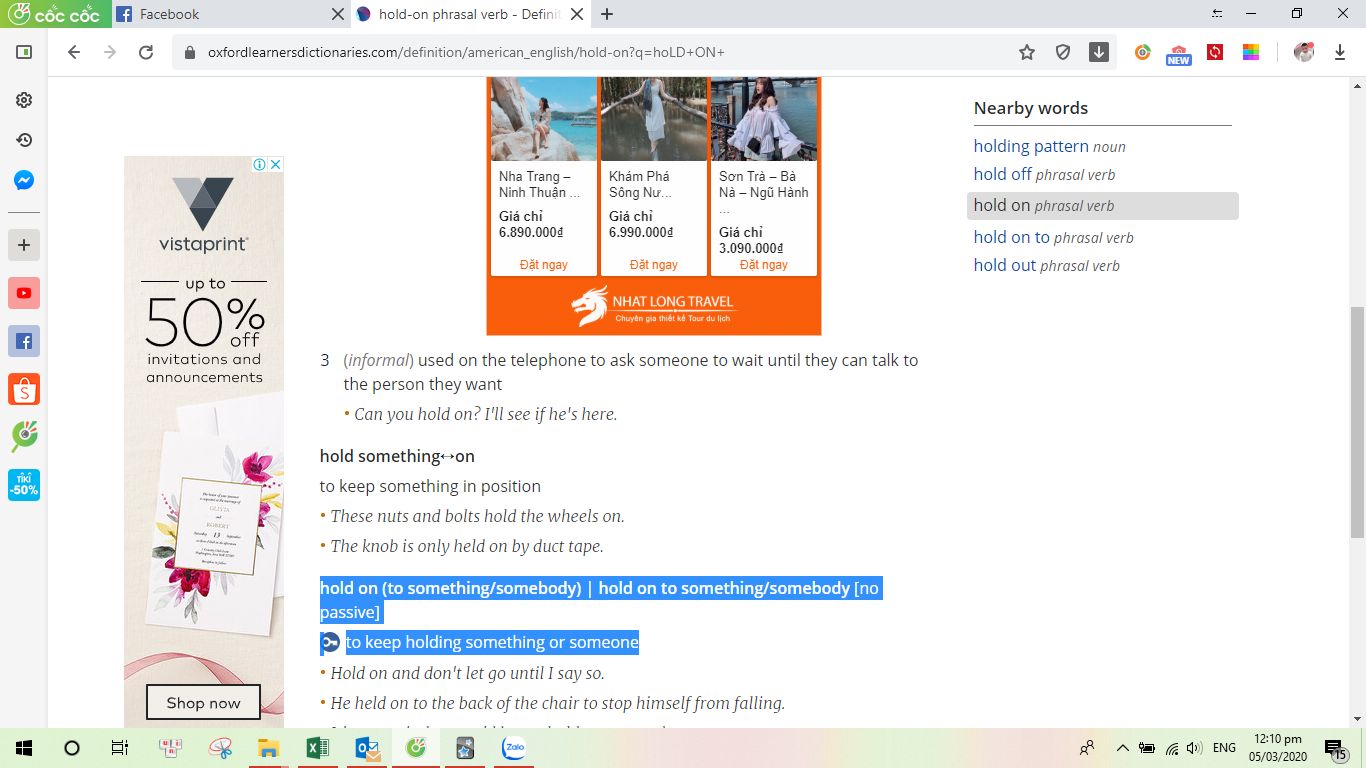 cốc cốc
Facebook
hold-on phrasal verb - Definit
oxfordlearnersdictionaries.com/definition/american_english/hold-on?q=hoLD+ON+
NEW
vistaprint
up to
50% off
invitations and
announcements
Shop now
TIKI
-50%
Nha Trang –
Ninh Thuận ...
Giá chỉ
6.890.000₫
Đặt ngay
Khám Phá
Sông Nư...
Giá chỉ
6.990.000₫
Đặt ngay
Sơn Trà – Bà
Nà – Ngũ Hành
...
Giá chỉ
3.090.000₫
Đặt ngay
NHAT LONG TRAVEL
Chuyên gia thiết kế Tour du lịch
3 (informal) used on the telephone to ask someone to wait until they can talk to
the person they want
• Can you hold on? I'll see if he's here.
hold something↔on
to keep something in position
• These nuts and bolts hold the wheels on.
• The knob is only held on by duct tape.
hold on (to something/somebody) | hold on to something/somebody [no
passive]
to keep holding something or someone
• Hold on and don't let go until I say so.
• He held on to the back of the chair to stop himself from falling.
Nearby words
holding pattern noun
hold off phrasal verb
hold on phrasal verb
hold on to phrasal verb
hold out phrasal verb
Zalo
ENG
12:10 pm
05/03/2020
15